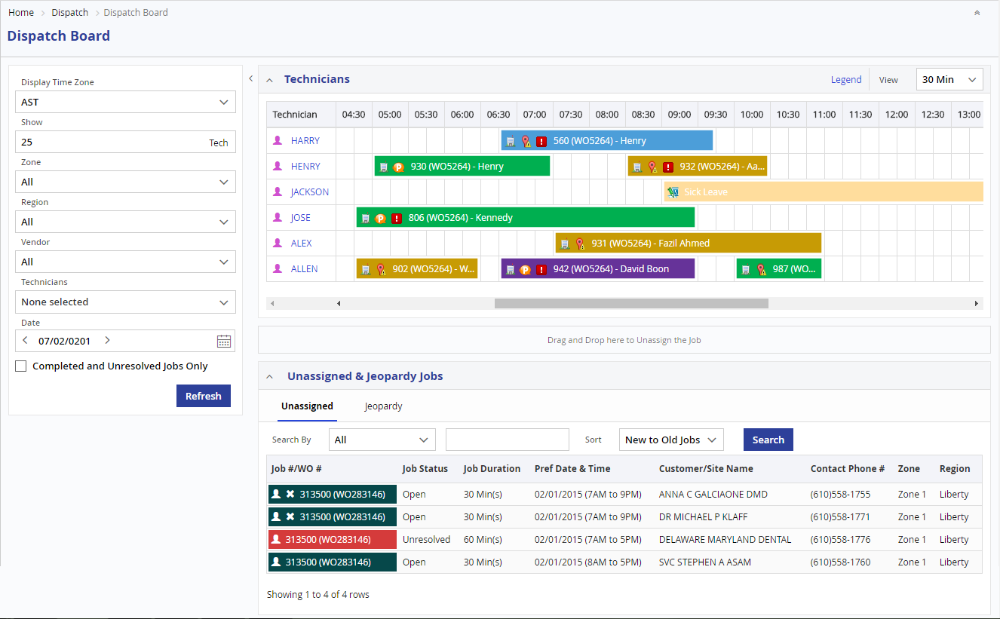 Home > Dispatch > Dispatch Board
Dispatch Board
Display Time Zone
AST
Show
25 Tech
Zone
All
Region
All
Vendor
All
Technicians
None selected
Date
07/02/0201
Completed and Unresolved Jobs Only
Refresh
Technicians Legend View 30 Min
Technician 04:30 05:00 05:30 06:00 06:30 07:00 07:30 08:00 08:30 09:00 09:30 10:00 10:30 11:00 11:30 12:00 12:30 13:00
HARRY 560 (WO5264) - Henry
HENRY P 930 (WO5264) - Henry 932 (WO5264) - Aa...
JACKSON Sick Leave
JOSE P 806 (WO5264) - Kennedy
ALEX 931 (WO5264) - Fazil Ahmed
ALLEN 902 (WO5264) - W... P 942 (WO5264) - David Boon 987 (WO...
Drag and Drop here to Unassign the Job
Unassigned & Jeopardy Jobs
Unassigned Jeopardy
Search By All Sort New to Old Jobs Search
Job #/WO # Job Status Job Duration Pref Date & Time Customer/Site Name Contact Phone # Zone Region
313500 (WO283146) Open 30 Min(s) 02/01/2015 (7AM to 9PM) ANNA C GALCIAONE DMD (610)558-1755 Zone 1 Liberty
313500 (WO283146) Open 30 Min(s) 02/01/2015 (7AM to 9PM) DR MICHAEL P KLAFF (610)558-1771 Zone 1 Liberty
313500 (WO283146) Unresolved 60 Min(s) 02/01/2015 (7AM to 5PM) DELAWARE MARYLAND DENTAL (610)558-1776 Zone 1 Liberty
313500 (WO283146) Open 30 Min(s) 02/01/2015 (8AM to 5PM) SVC STEPHEN A ASAM (610)558-1760 Zone 1 Liberty
Showing 1 to 4 of 4 rows